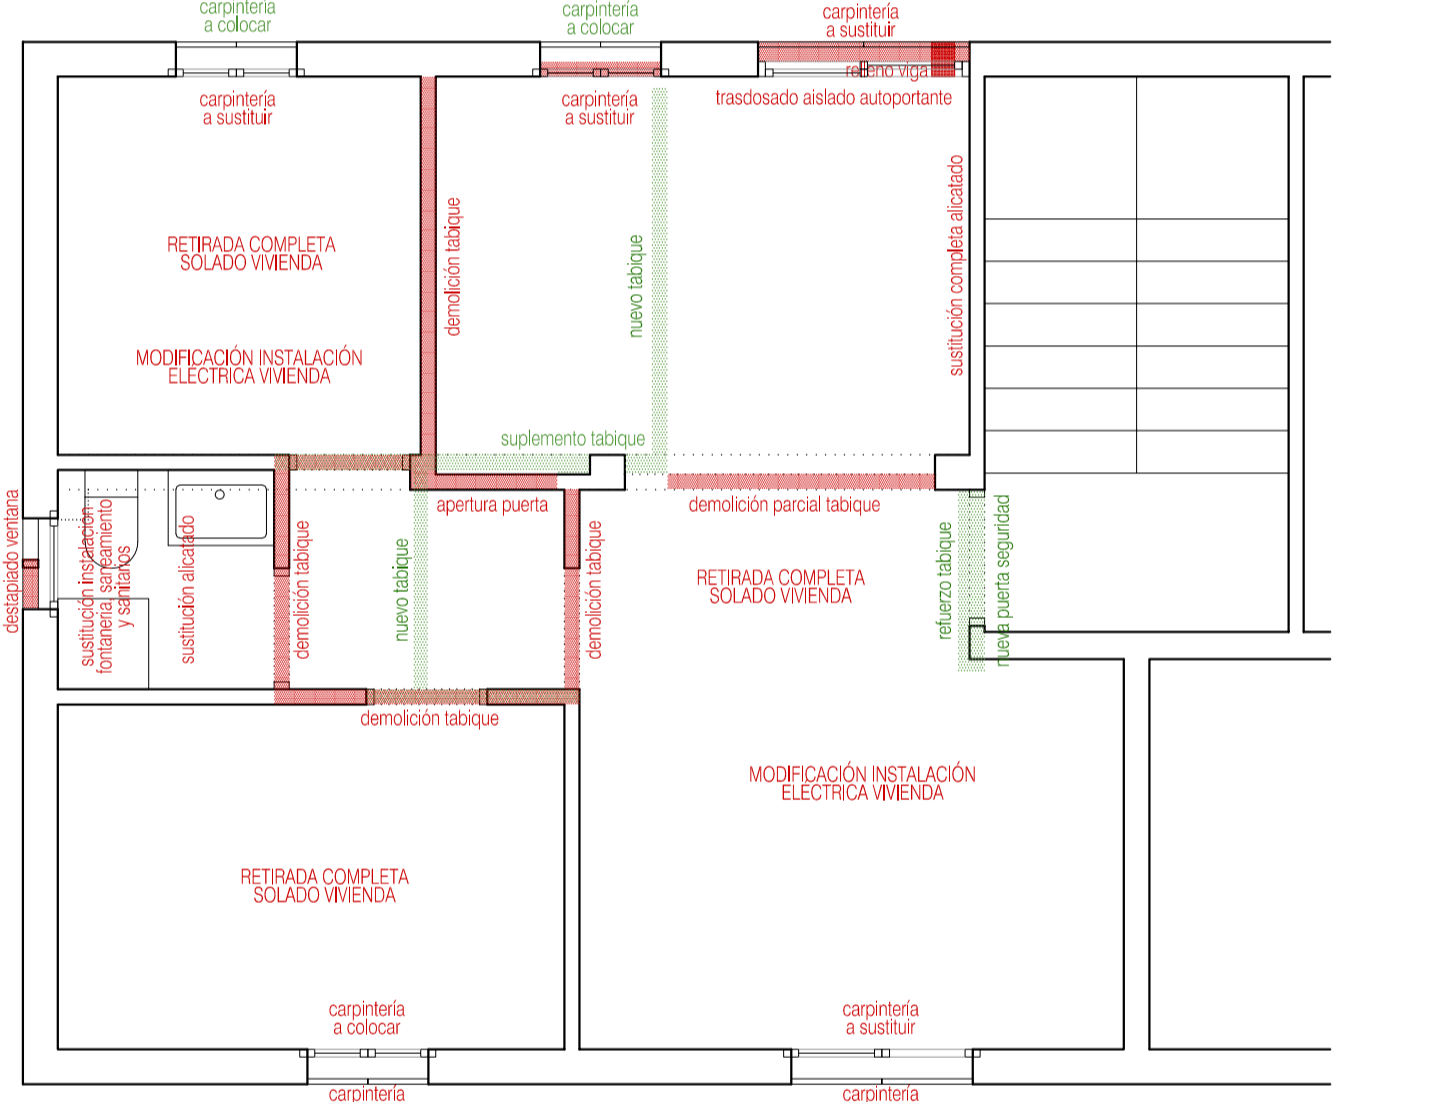 carpintería
a colocar
carpintería
a colocar
carpintería
a sustituir
relleno viga
carpintería
a sustituir
carpintería
a sustituir
trasdosado aislado autoportante
demolición tabique
nuevo tabique
sustitución completa alicatado
RETIRADA COMPLETA
SOLADO VIVIENDA
MODIFICACIÓN INSTALACIÓN
ELÉCTRICA VIVIENDA
suplemento tabique
apertura puerta
demolición parcial tabique
destapiado ventana
sustitución instalación
fontanería, saneamiento
y sanitarios
sustitución alicatado
demolición tabique
nuevo tabique
demolición tabique
RETIRADA COMPLETA
SOLADO VIVIENDA
refuerzo tabique
nueva puerta seguridad
demolición tabique
MODIFICACIÓN INSTALACIÓN
ELÉCTRICA VIVIENDA
RETIRADA COMPLETA
SOLADO VIVIENDA
carpintería
a colocar
carpintería
a sustituir
carpintería
carpintería